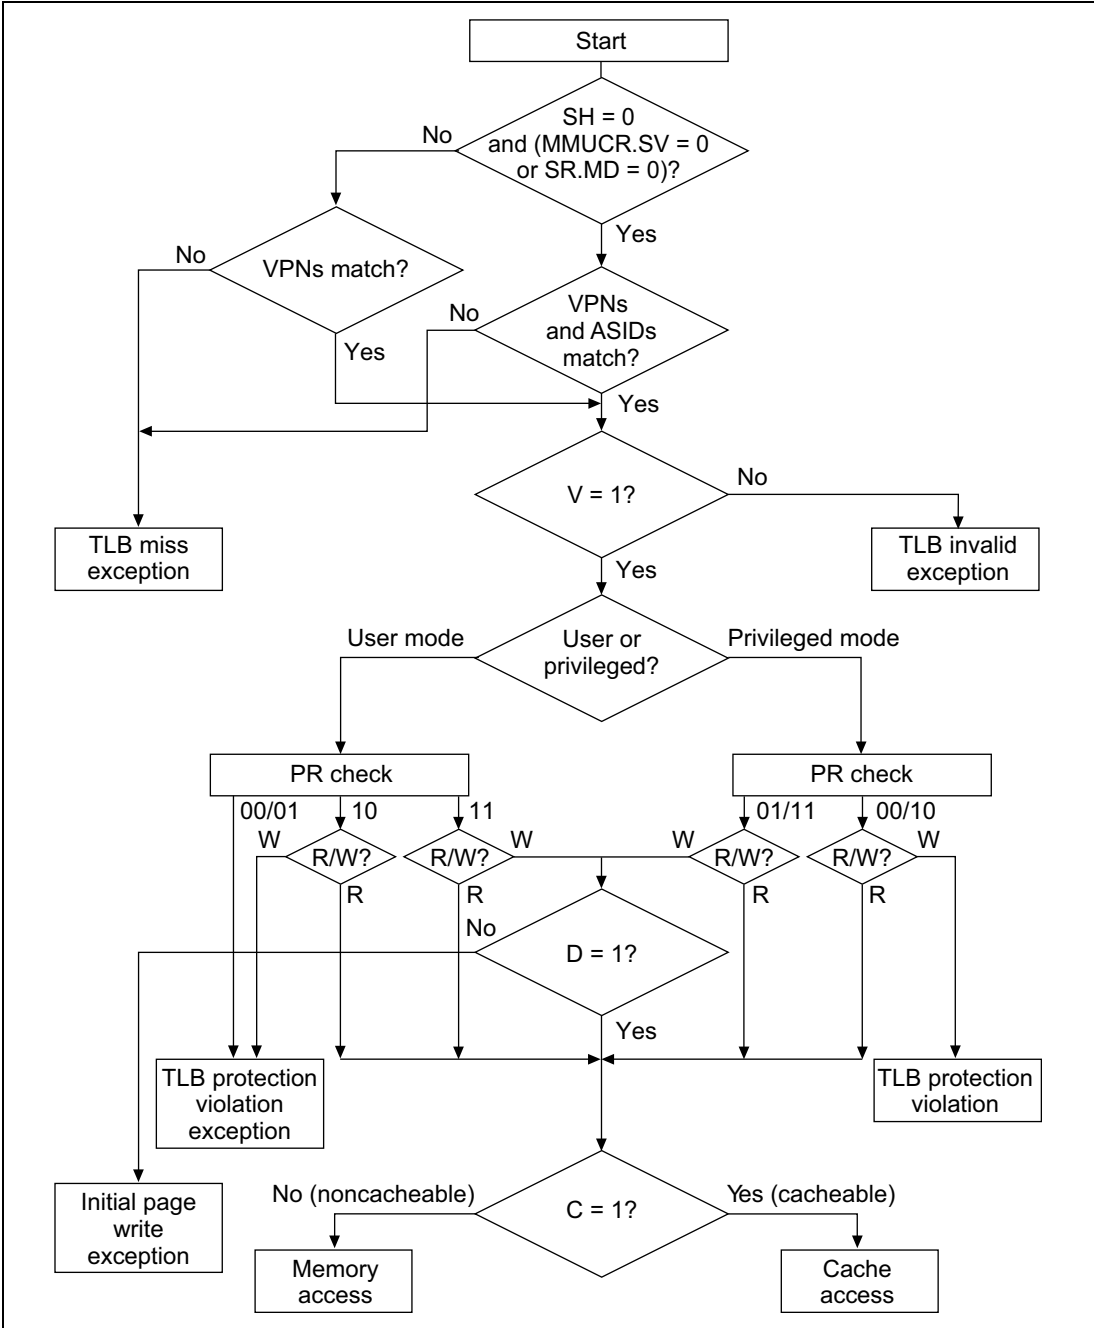 Start
SH = 0
and (MMUCR.SV = 0
or SR.MD = 0)?
No
Yes
VPNs match?
No
Yes
VPNs
and ASIDs
match?
No
Yes
V = 1?
No
Yes
TLB miss
exception
TLB invalid
exception
User mode
User or
privileged?
Privileged mode
PR check
PR check
00/01
10
11
01/11
00/10
W
R/W?
R/W?
W
W
R/W?
R/W?
W
R
R
R
R
No
D = 1?
Yes
TLB protection
violation
exception
TLB protection
violation
Initial page
write
exception
No (noncacheable)
C = 1?
Yes (cacheable)
Memory
access
Cache
access